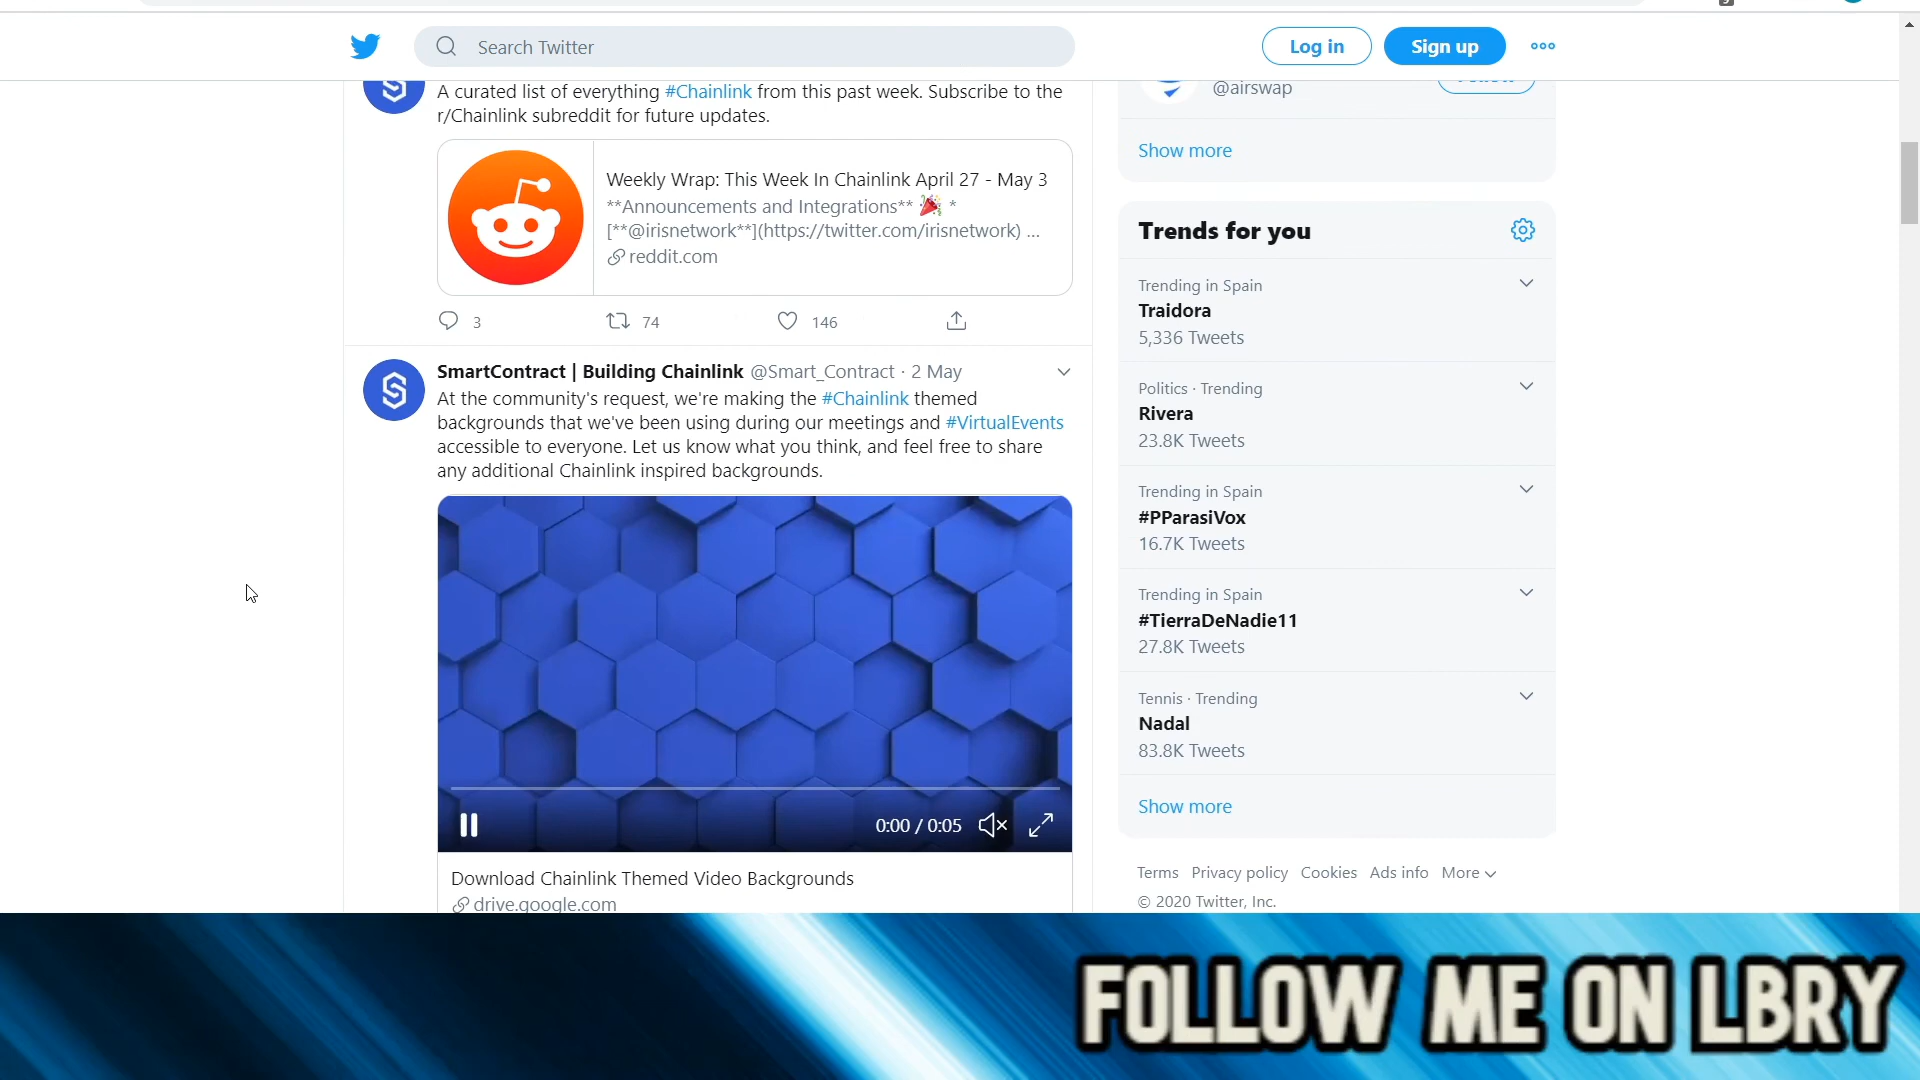 Search Twitter
Log in
Sign up
A curated list of everything #Chainlink from this past week. Subscribe to the
r/Chainlink subreddit for future updates.
Weekly Wrap: This Week In Chainlink April 27 - May 3
**Announcements and Integrations** 🎉 *
[**@irisnetwork**](https://twitter.com/irisnetwork) ...
reddit.com
3
74
146
SmartContract | Building Chainlink @Smart_Contract · 2 May
At the community's request, we're making the #Chainlink themed
backgrounds that we've been using during our meetings and #VirtualEvents
accessible to everyone. Let us know what you think, and feel free to share
any additional Chainlink inspired backgrounds.
0:00 / 0:05
Download Chainlink Themed Video Backgrounds
drive.google.com
@airswap
Show more
Trends for you
Trending in Spain
Traidora
5,336 Tweets
Politics · Trending
Rivera
23.8K Tweets
Trending in Spain
#PParasiVox
16.7K Tweets
Trending in Spain
#TierraDeNadie11
27.8K Tweets
Tennis · Trending
Nadal
83.8K Tweets
Show more
Terms Privacy policy Cookies Ads info More
© 2020 Twitter, Inc.
FOLLOW ME ON LBRY